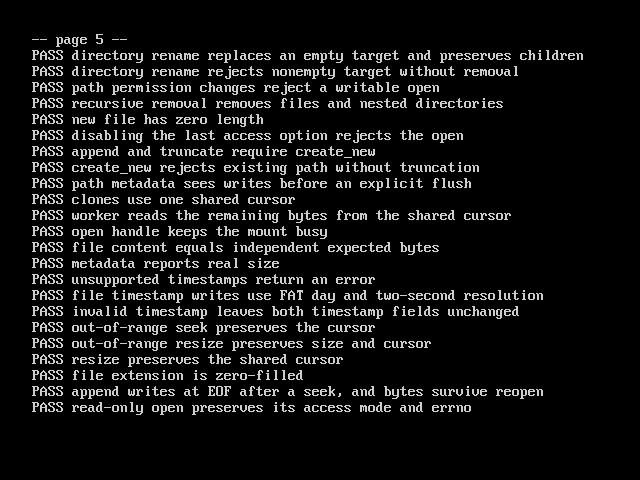 -- page 5 --
PASS directory rename replaces an empty target and preserves children
PASS directory rename rejects nonempty target without removal
PASS path permission changes reject a writable open
PASS recursive removal removes files and nested directories
PASS new file has zero length
PASS disabling the last access option rejects the open
PASS append and truncate require create_new
PASS create_new rejects existing path without truncation
PASS path metadata sees writes before an explicit flush
PASS clones use one shared cursor
PASS worker reads the remaining bytes from the shared cursor
PASS open handle keeps the mount busy
PASS file content equals independent expected bytes
PASS metadata reports real size
PASS unsupported timestamps return an error
PASS file timestamp writes use FAT day and two-second resolution
PASS invalid timestamp leaves both timestamp fields unchanged
PASS out-of-range seek preserves the cursor
PASS out-of-range resize preserves size and cursor
PASS resize preserves the shared cursor
PASS file extension is zero-filled
PASS append writes at EOF after a seek, and bytes survive reopen
PASS read-only open preserves its access mode and errno